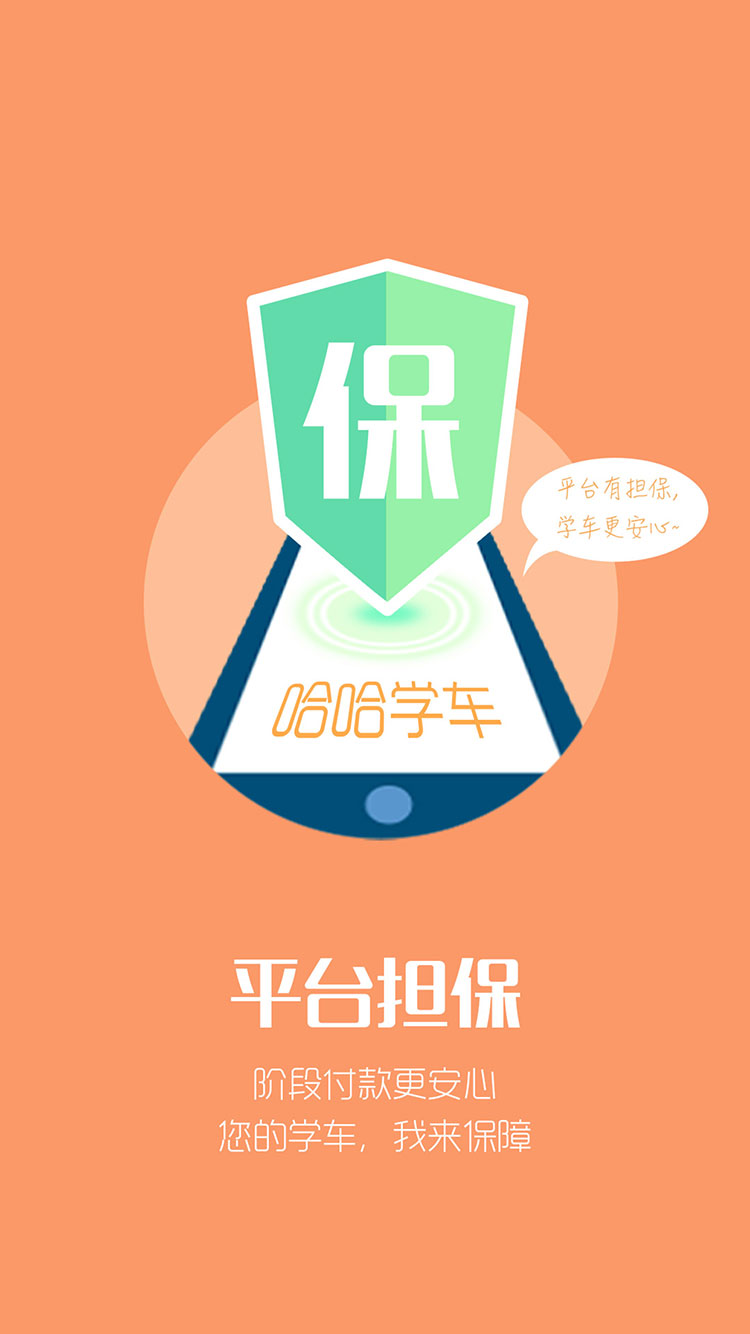 保
平台有担保,
学车更安心~
哈哈学车
平台担保
阶段付款更安心
您的学车，我来保障